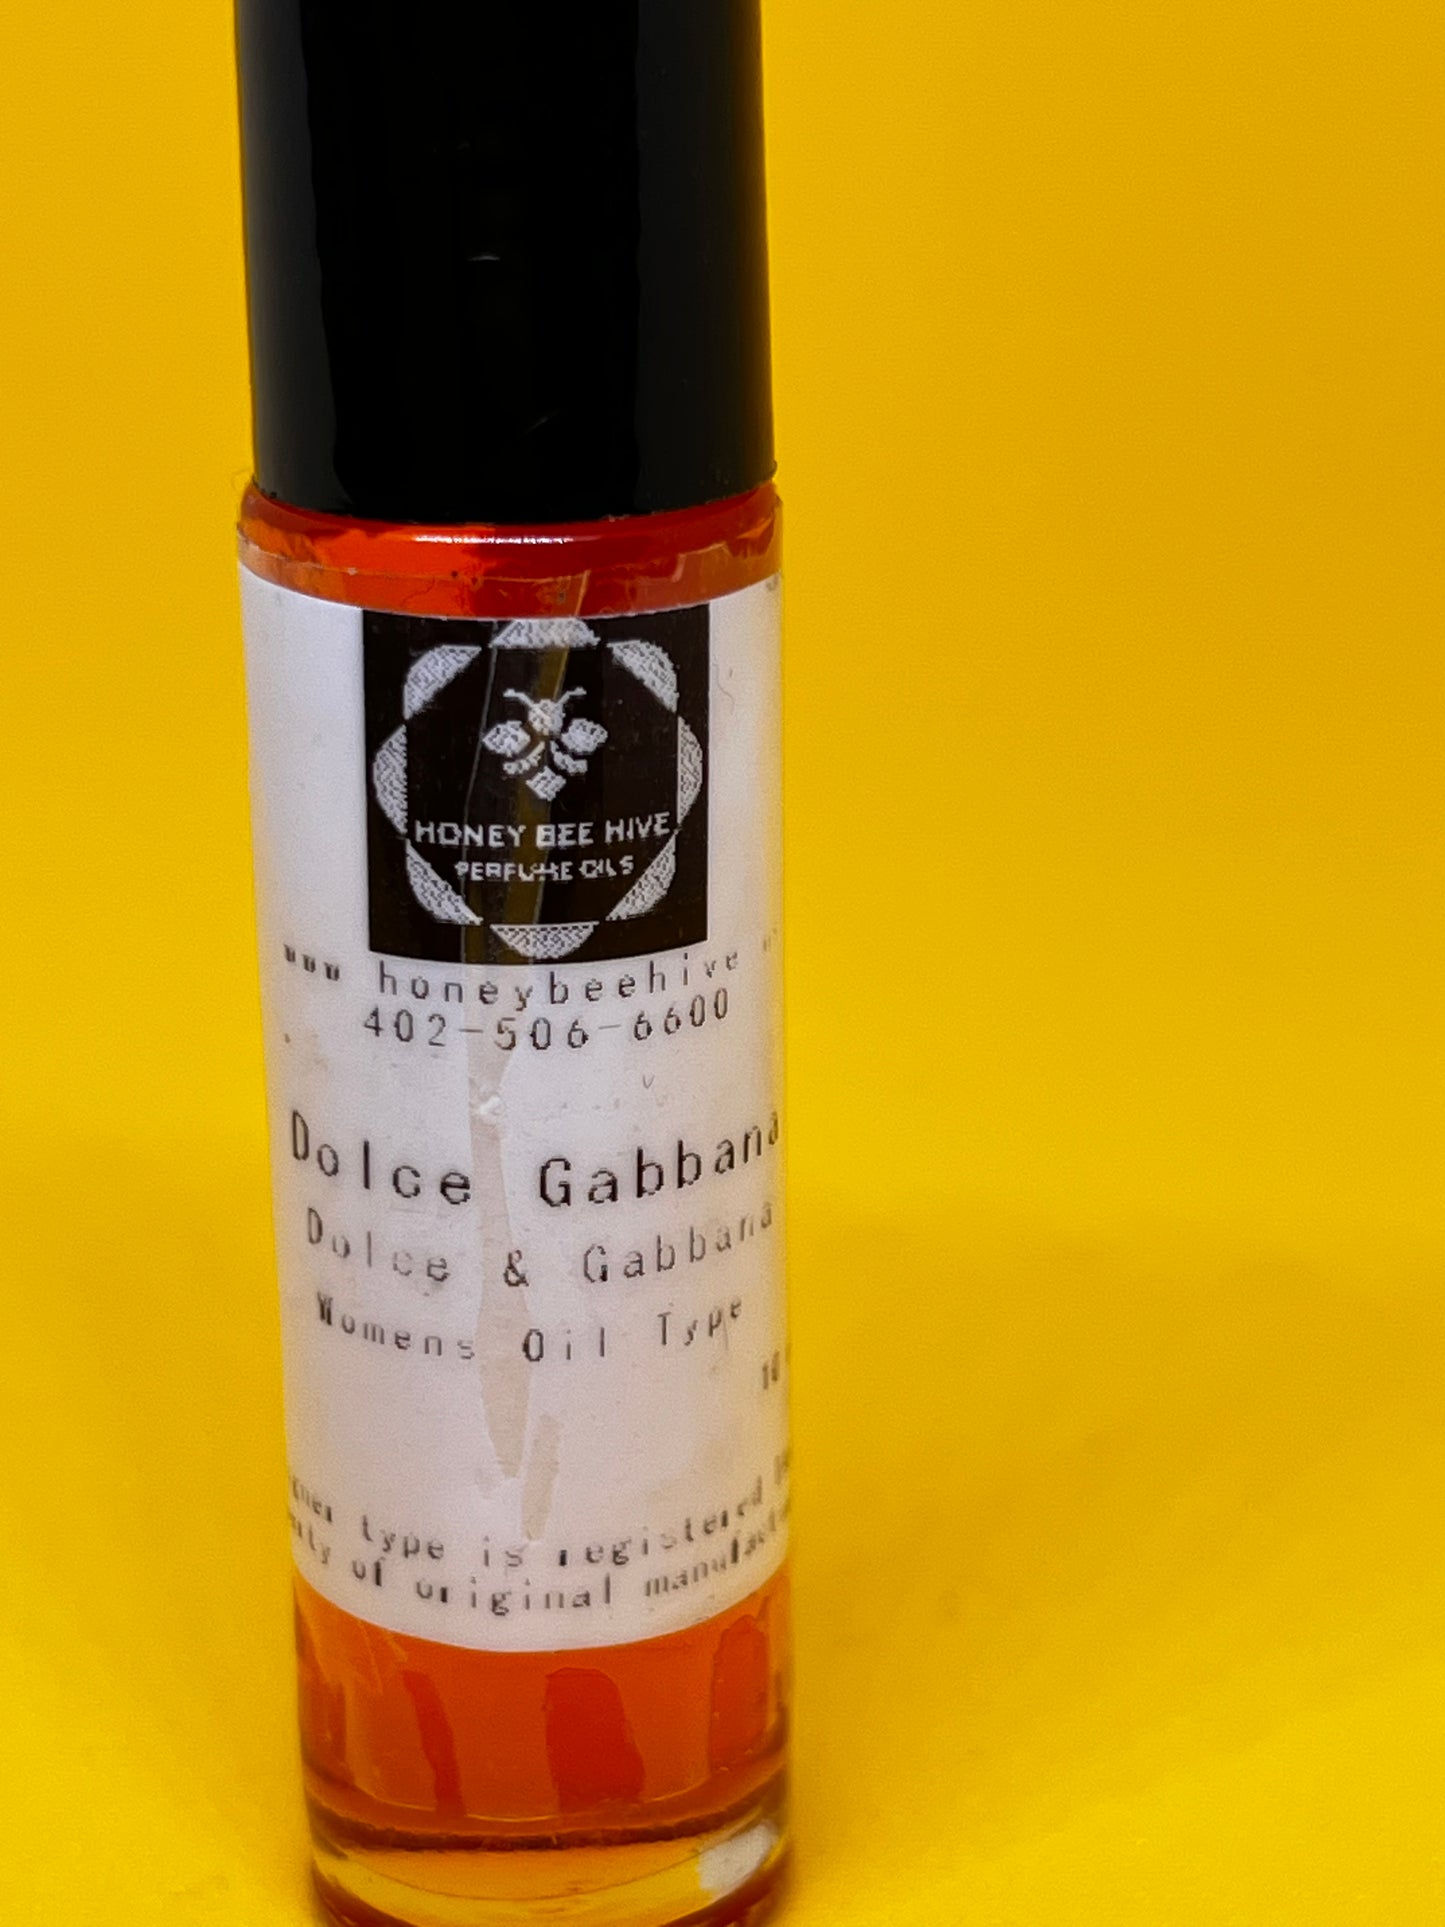 HONEY BEE HIVE
PERFUME OILS
www honeybeehive
402-506-6600
Dolce Gabbana
Dolce & Gabbana
Womens Oil Type
10
type is registered
of original